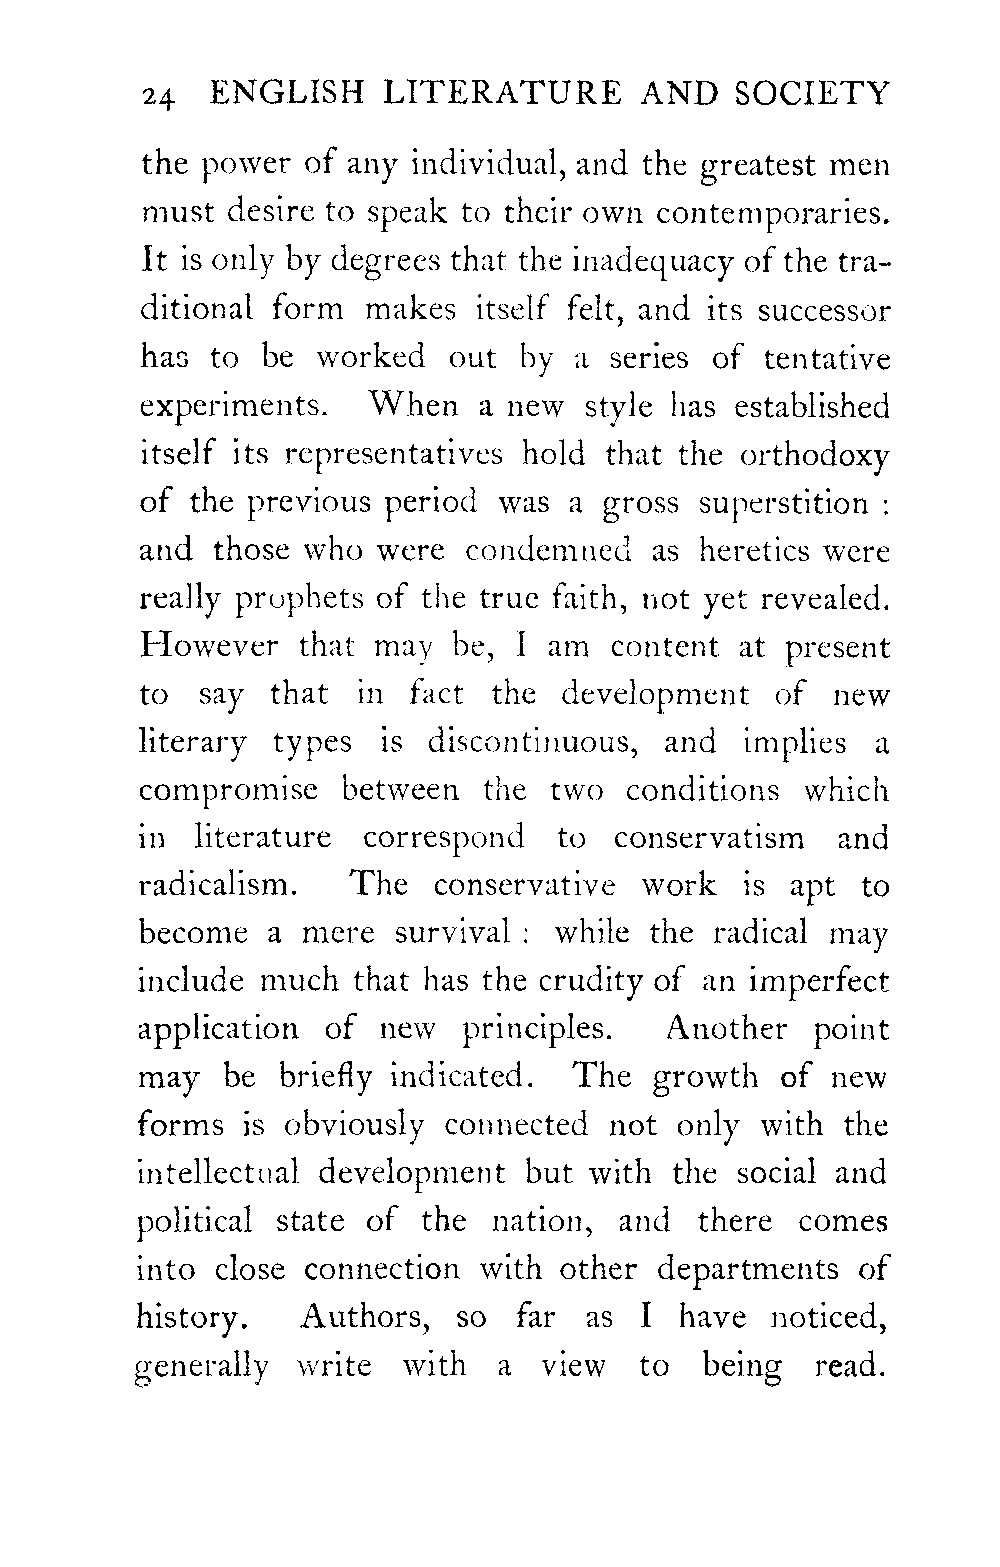 24 ENGLISH LITERATURE AND SOCIETY
the power of any individual, and the greatest men
must desire to speak to their own contemporaries.
It is only by degrees that the inadequacy of the tra-
ditional form makes itself felt, and its successor
has to be worked out by a series of tentative
experiments. When a new style has established
itself its representatives hold that the orthodoxy
of the previous period was a gross superstition :
and those who were condemned as heretics were
really prophets of the true faith, not yet revealed.
However that may be, I am content at present
to say that in fact the development of new
literary types is discontinuous, and implies a
compromise between the two conditions which
in literature correspond to conservatism and
radicalism. The conservative work is apt to
become a mere survival : while the radical may
include much that has the crudity of an imperfect
application of new principles. Another point
may be briefly indicated. The growth of new
forms is obviously connected not only with the
intellectual development but with the social and
political state of the nation, and there comes
into close connection with other departments of
history. Authors, so far as I have noticed,
generally write with a view to being read.